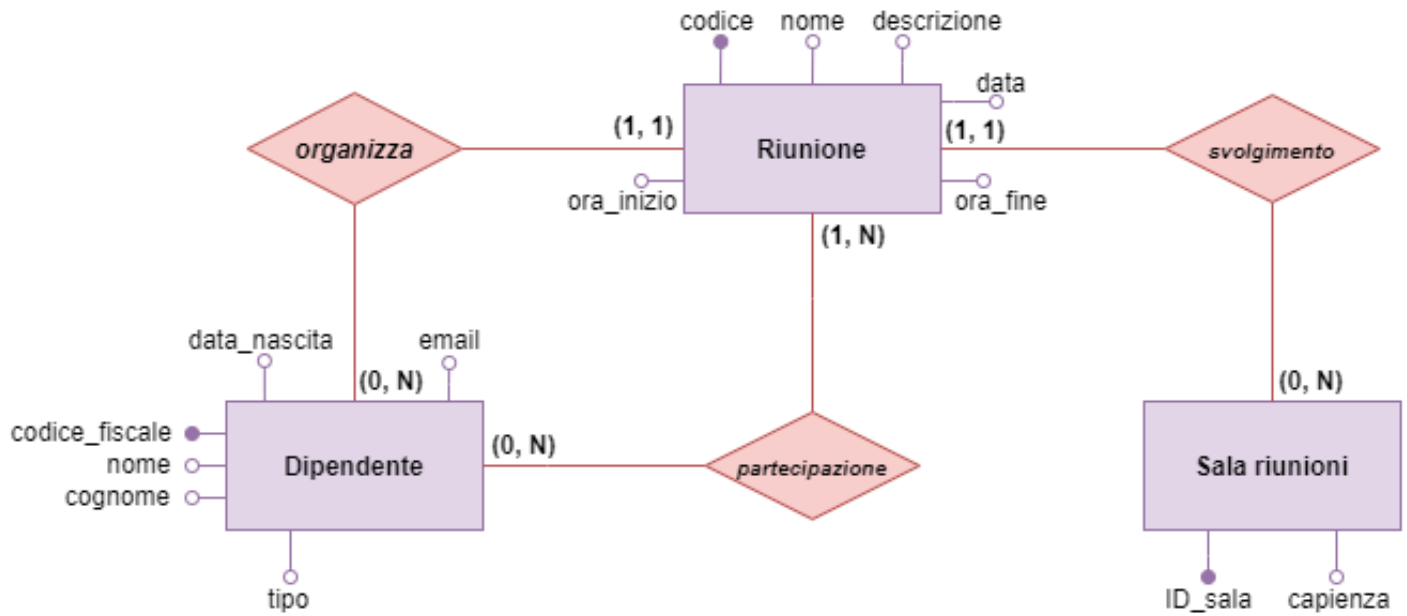 codice
nome
descrizione
data
(1, 1)
Riunione
(1, 1)
organizza
svolgimento
ora_inizio
ora_fine
(1, N)
data_nascita
email
(0, N)
(0, N)
codice_fiscale
nome
cognome
Dipendente
(0, N)
partecipazione
Sala riunioni
tipo
ID_sala
capienza